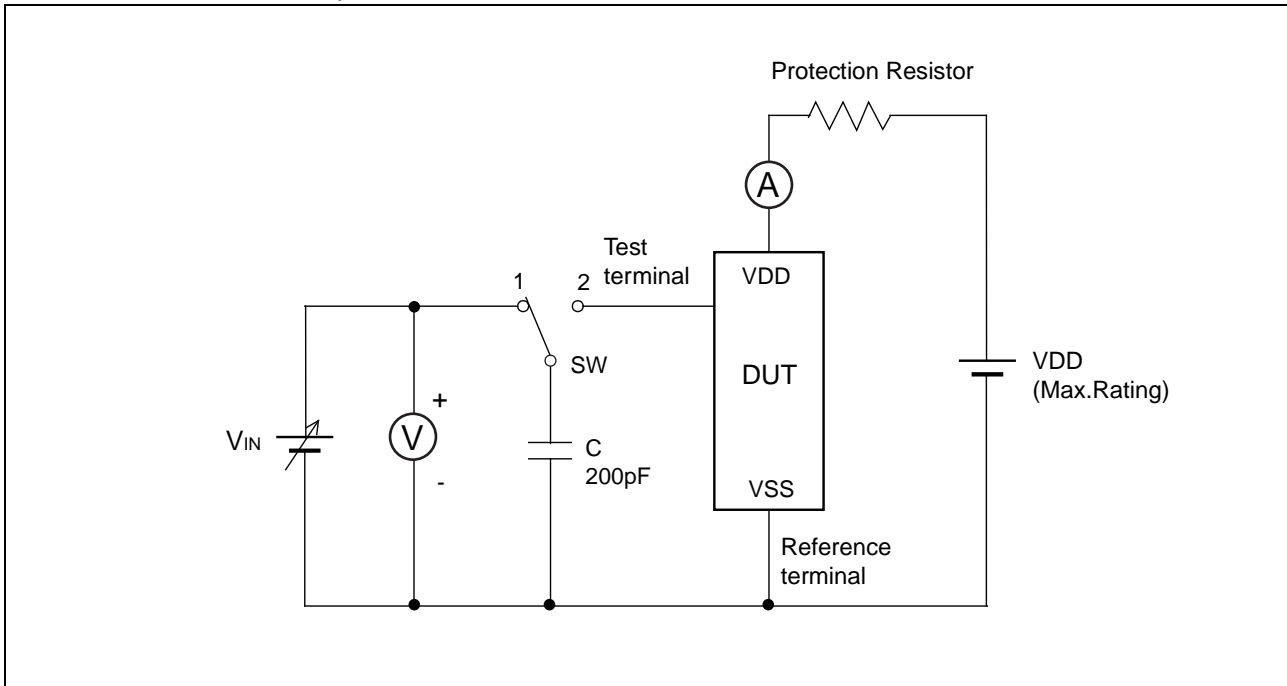 Protection Resistor
A
Test
terminal
VDD
1
2
SW
DUT
VDD
(Max.Rating)
+
VIN
V
C
200pF
-
VSS
Reference
terminal